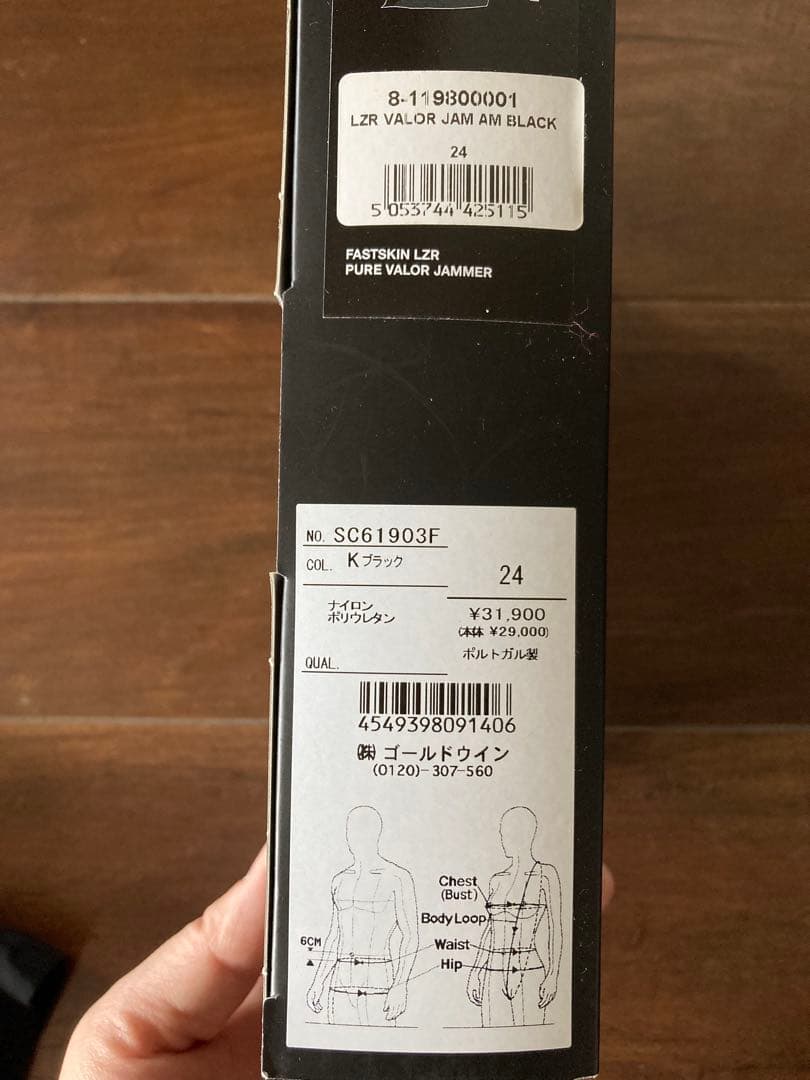 8-119800001
LZR VALOR JAM AM BLACK
24
5 053744 425115
FASTSKIN LZR
PURE VALOR JAMMER
NO. SC61903F
COL. K ブラック
24
ナイロン
ポリウレタン
¥31,900
(本体 ¥29,000)
ポルトガル製
QUAL.
4549398091406
㈱ ゴールドウイン
(0120)-307-560
Chest
(Bust)
Body Loop
6CM
Waist
Hip